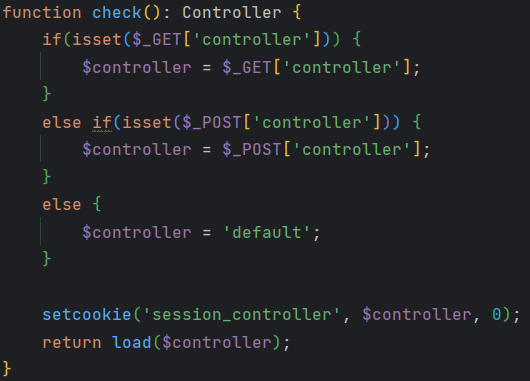 function check(): Controller {
    if(isset($_GET['controller'])) {
        $controller = $_GET['controller'];
    }
    else if(isset($_POST['controller'])) {
        $controller = $_POST['controller'];
    }
    else {
        $controller = 'default';
    }

    setcookie('session_controller', $controller, 0);
    return load($controller);
}